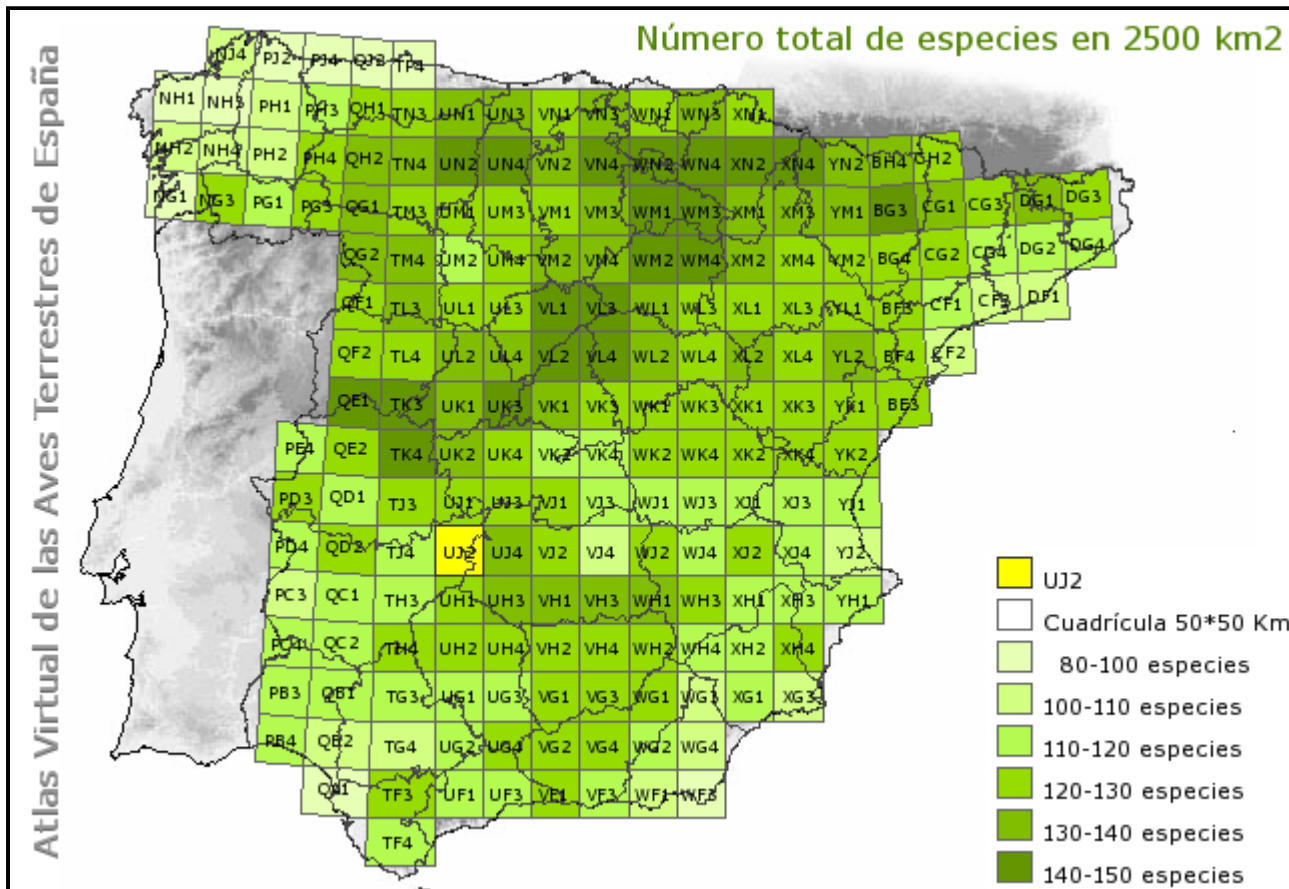 Atlas Virtual de las Aves Terrestres de España
Número total de especies en 2500 km2
NJ4 PJ2 PJ4 QJ2 TP4
NH1 NH3 PH1 PH3 QH1 TN3 UN1 UN3 VN1 VN3 WN1 WN3 XN1
NH2 NH4 PH2 PH4 QH2 TN4 UN2 UN4 VN2 VN4 WN2 WN4 XN2 XN4 YN2 BH4 CH2
NG1 NG3 PG1 PG3 QG1 TM3 UM1 UM3 VM1 VM3 WM1 WM3 XM1 XM3 YM1 BG3 CG1 CG3 DG1 DG3
QG2 TM4 UM2 UM4 VM2 VN4 WM2 WM4 XM2 XM4 YM2 BG4 CG2 CG4 DG2 DG4
QF1 TL3 UL1 UL3 VL1 VL3 WL1 WL3 XL1 XL3 YL1 BF3 CF1 CF3 DF1
QF2 TL4 UL2 UL4 VL2 VL4 WL2 WL4 XL2 XL4 YL2 BF4 CF2
QE1 TK3 UK1 UK3 VK1 VK3 WK1 WK3 XK1 XK3 YK1 BE3
PE4 QE2 TK4 UK2 UK4 VK2 VK4 WK2 WK4 XK2 XK4 YK2
PD3 QD1 TJ3 UJ1 UJ3 VJ1 VJ3 WJ1 WJ3 XJ1 XJ3 YJ1
PD4 QD2 TJ4 UJ2 UJ4 VJ2 VJ4 WJ2 WJ4 XJ2 XJ4 YJ2
PC3 QC1 TH3 UH1 UH3 VH1 VH3 WH1 WH3 XH1 XH3 YH1
PC4 QC2 TH4 UH2 UH4 VH2 VH4 WH2 WH4 XH2 XH4
PB3 QB1 TG3 UG1 UG3 VG1 VG3 WG1 WG3 XG1 XG3
PB4 QB2 TG4 UG2 UG4 VG2 VG4 WG2 WG4
QA1 TF3 UF1 UF3 VF1 VF3 WF1 WF3
TF4
UJ2
Cuadrícula 50*50 Km
80-100 especies
100-110 especies
110-120 especies
120-130 especies
130-140 especies
140-150 especies